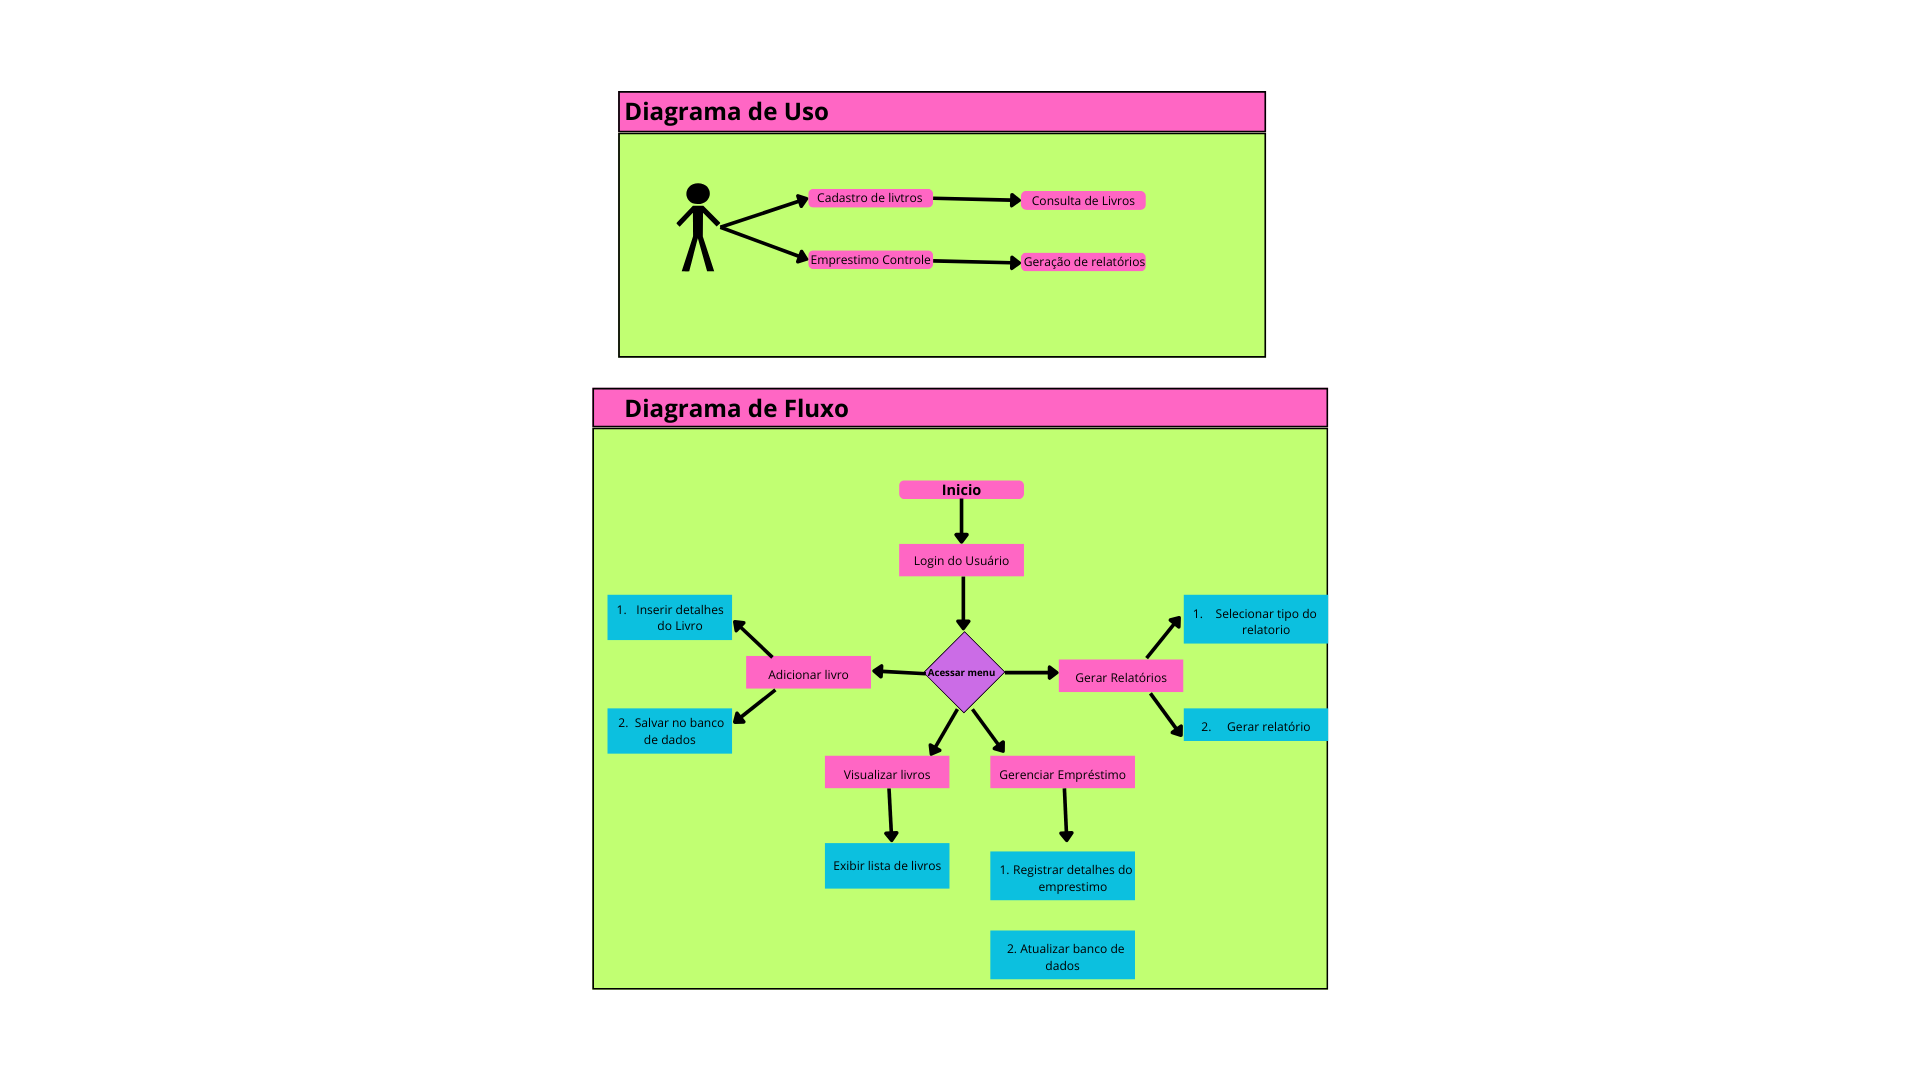 Diagrama de Uso
Cadastro de livtros
Consulta de Livros
Emprestimo Controle
Geração de relatórios
Diagrama de Fluxo
Inicio
Login do Usuário
1. Inserir detalhes
do Livro
1. Selecionar tipo do
relatorio
Adicionar livro
Acessar menu
Gerar Relatórios
2. Salvar no banco
de dados
2. Gerar relatório
Visualizar livros
Gerenciar Empréstimo
Exibir lista de livros
1. Registrar detalhes do
emprestimo
2. Atualizar banco de
dados